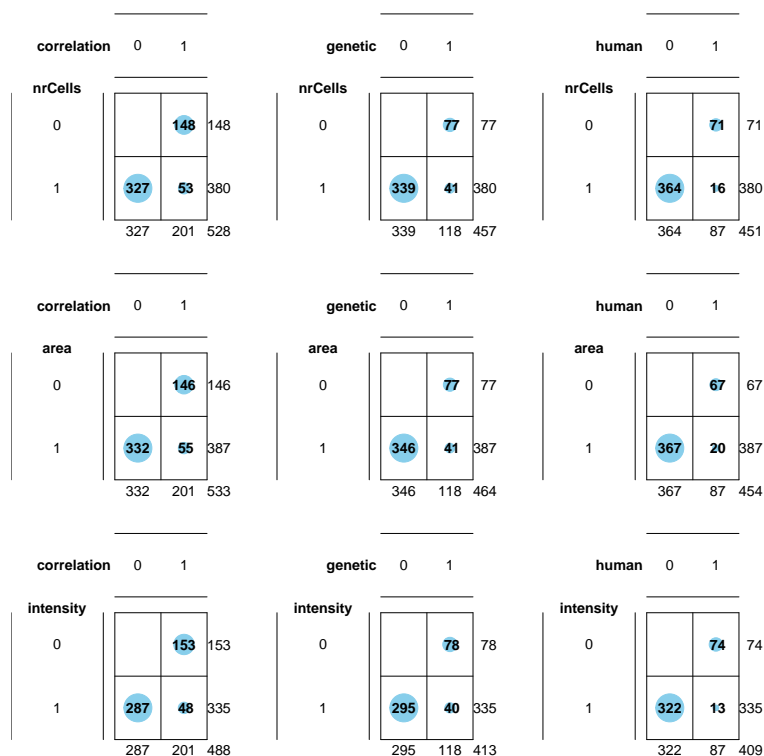 correlation 0 1 genetic 0 1 human 0 1
nrCells nrCells nrCells
0 148 148 0 77 77 0 71 71
1 327 53 380 1 339 41 380 1 364 16 380
327 201 528 339 118 457 364 87 451
correlation 0 1 genetic 0 1 human 0 1
area area area
0 146 146 0 77 77 0 67 67
1 332 55 387 1 346 41 387 1 367 20 387
332 201 533 346 118 464 367 87 454
correlation 0 1 genetic 0 1 human 0 1
intensity intensity intensity
0 153 153 0 78 78 0 74 74
1 287 48 335 1 295 40 335 1 322 13 335
287 201 488 295 118 413 322 87 409